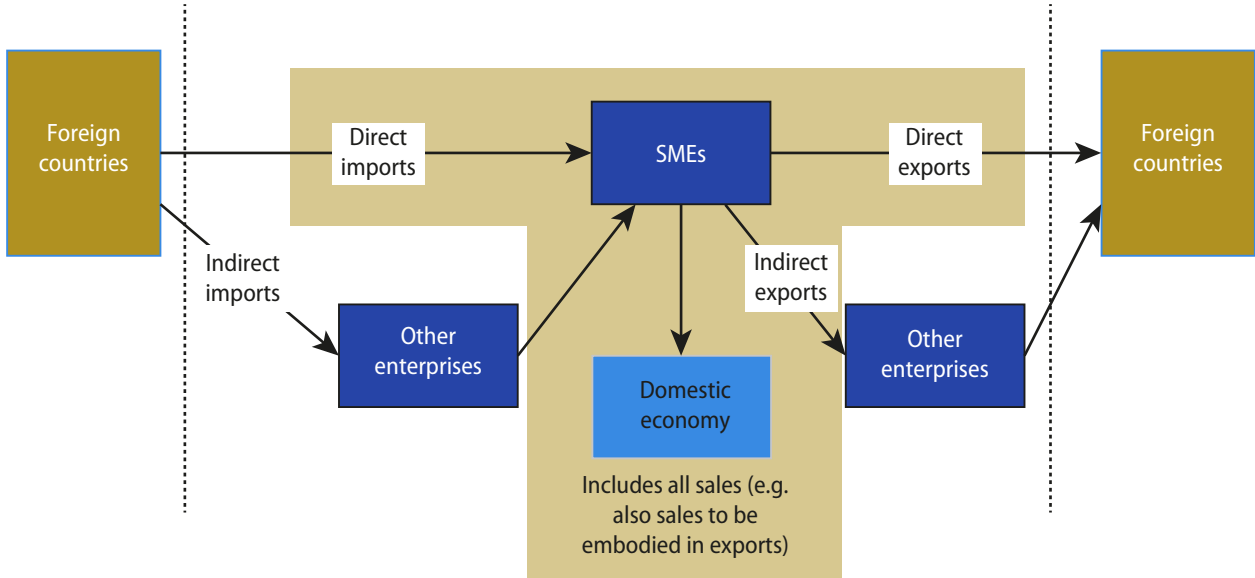 Foreign
countries
Direct
imports
SMEs
Direct
exports
Foreign
countries
Indirect
imports
Indirect
exports
Other
enterprises
Other
enterprises
Domestic
economy
Includes all sales (e.g.
also sales to be
embodied in exports)